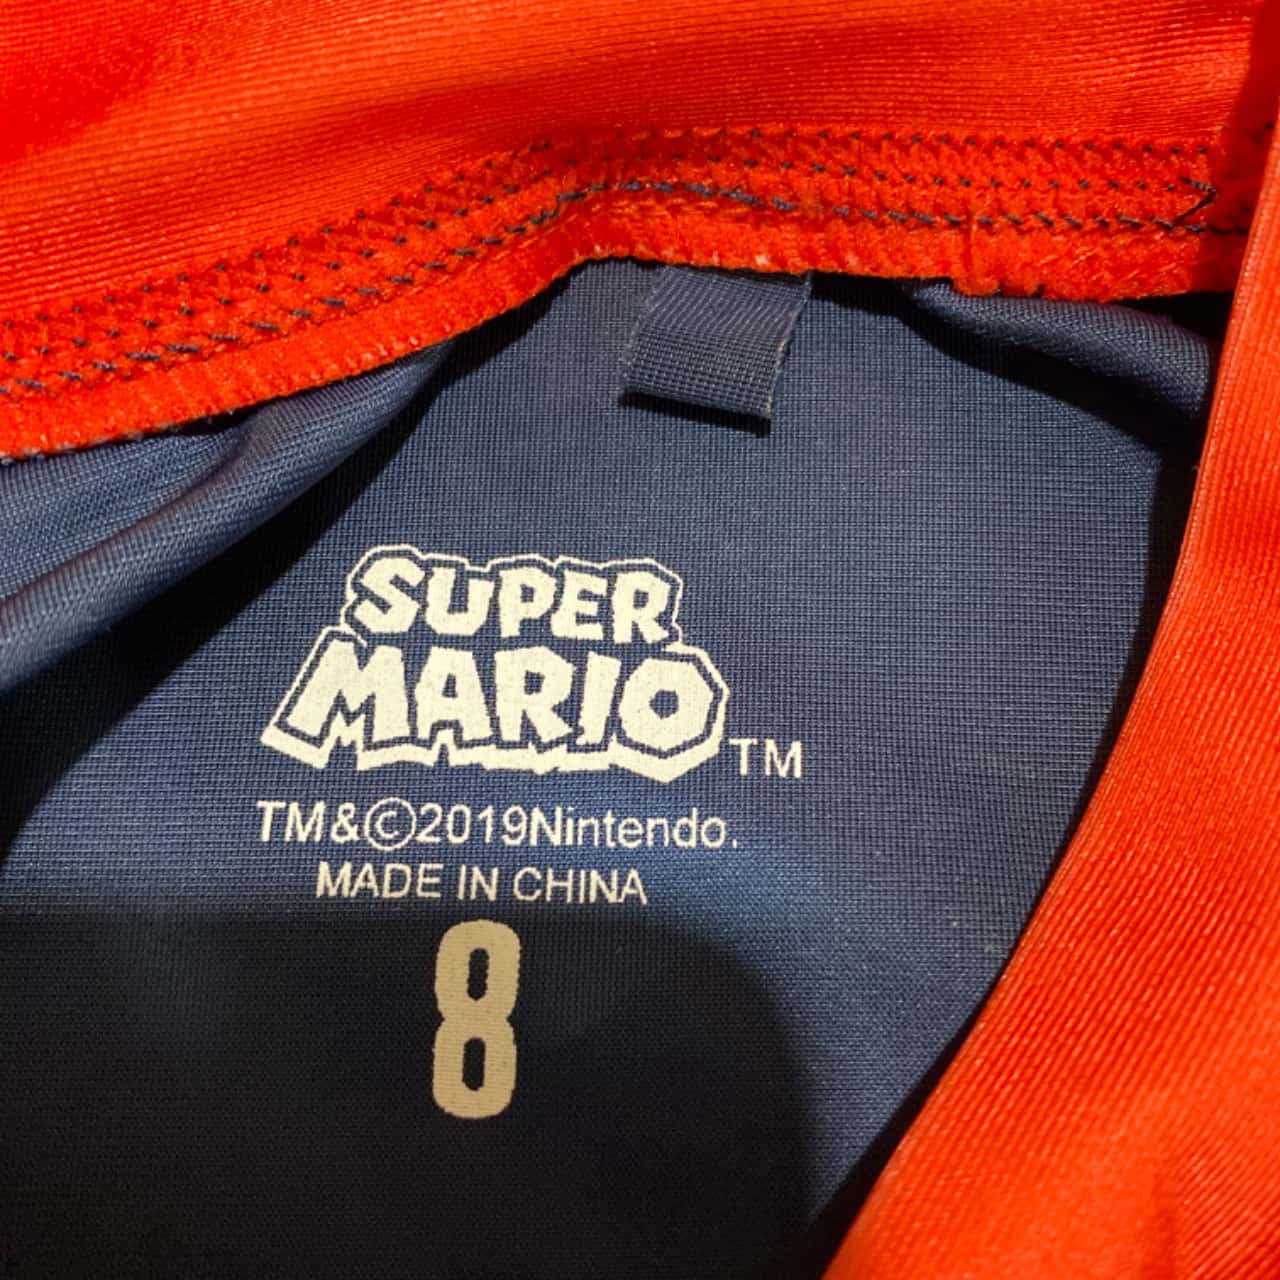 SUPER
MARIO TM
TM&©2019Nintendo.
MADE IN CHINA
8